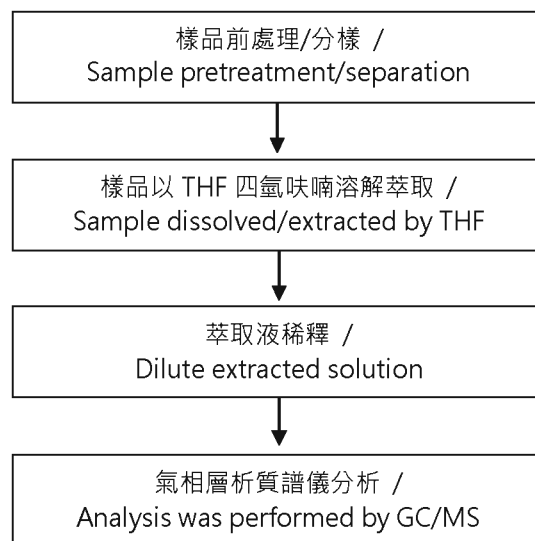 樣品前處理/分樣 /
Sample pretreatment/separation
樣品以 THF 四氫呋喃溶解萃取 /
Sample dissolved/extracted by THF
萃取液稀釋 /
Dilute extracted solution
氣相層析質譜儀分析 /
Analysis was performed by GC/MS